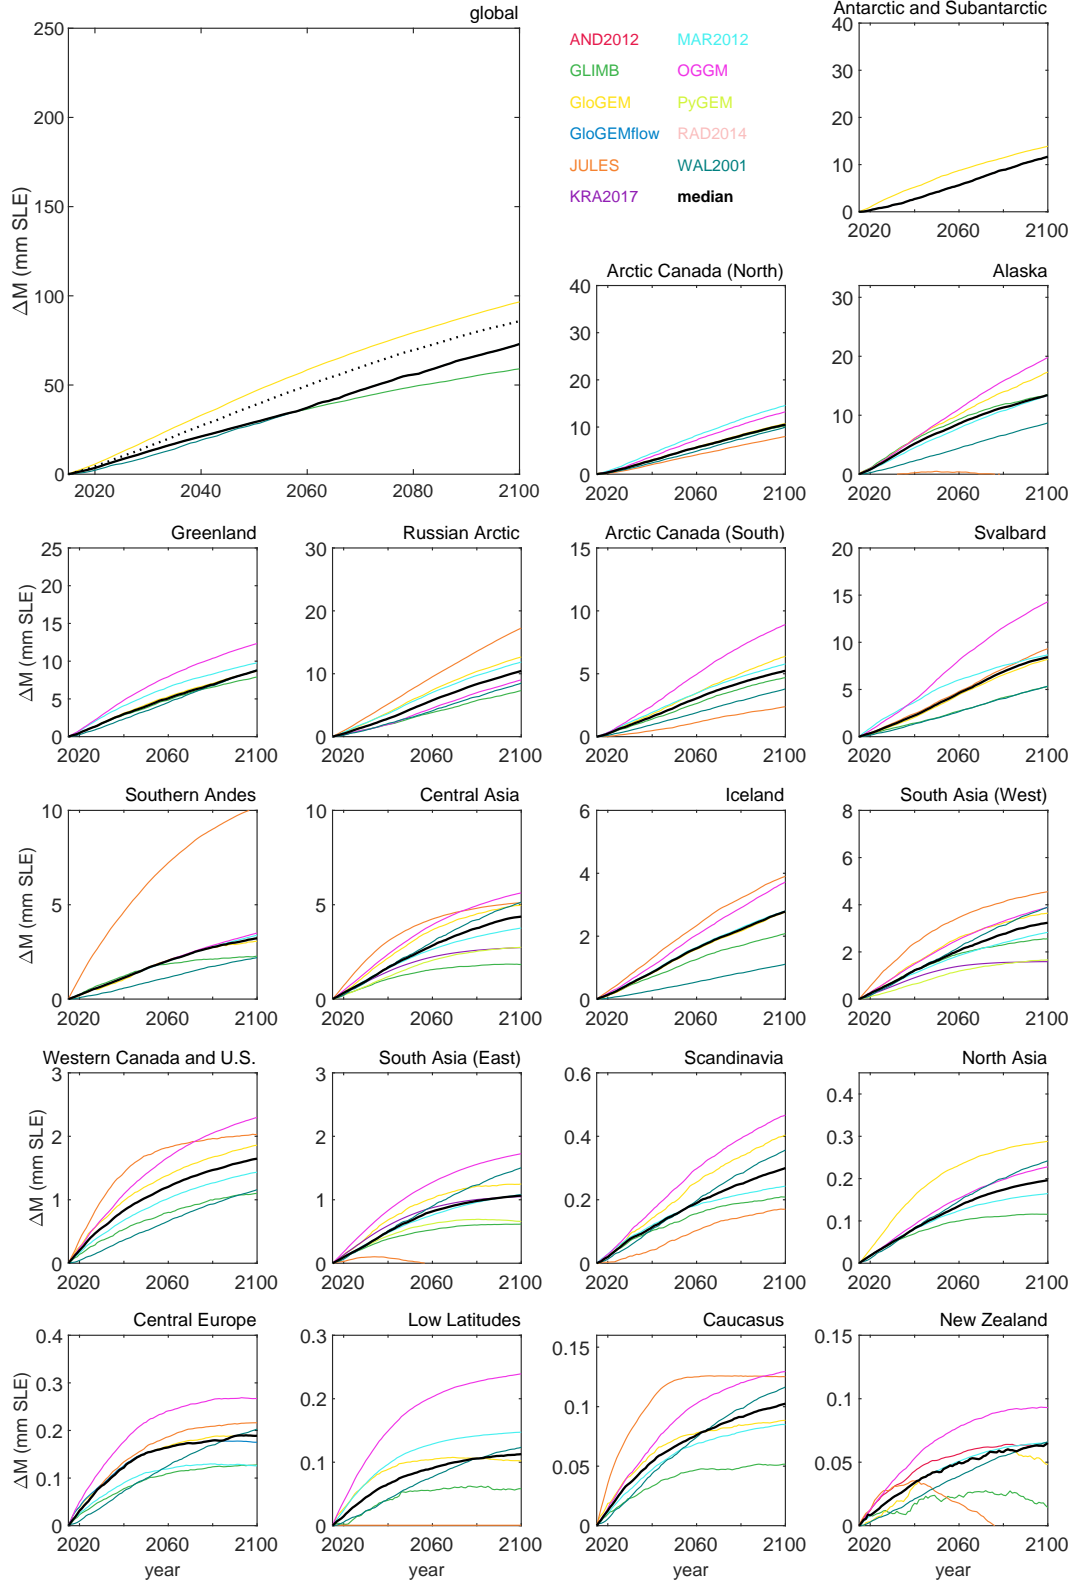 global
250
200
150
100
50
0
2020 2040 2060 2080 2100
ΔM (mm SLE)
AND2012 MAR2012
GLIMB OGGM
GloGEM PyGEM
GloGEMflow RAD2014
JULES WAL2001
KRA2017 median
Antarctic and Subantarctic
40
30
20
10
0
2020 2060 2100
Arctic Canada (North)
40
30
20
10
0
2020 2060 2100
Alaska
30
20
10
0
2020 2060 2100
Greenland
25
20
15
10
5
0
2020 2060 2100
ΔM (mm SLE)
Russian Arctic
30
20
10
0
2020 2060 2100
Arctic Canada (South)
15
10
5
0
2020 2060 2100
Svalbard
20
15
10
5
0
2020 2060 2100
Southern Andes
10
5
0
2020 2060 2100
ΔM (mm SLE)
Central Asia
10
5
0
2020 2060 2100
Iceland
6
4
2
0
2020 2060 2100
South Asia (West)
8
6
4
2
0
2020 2060 2100
Western Canada and U.S.
3
2
1
0
2020 2060 2100
ΔM (mm SLE)
South Asia (East)
3
2
1
0
2020 2060 2100
Scandinavia
0.6
0.4
0.2
0
2020 2060 2100
North Asia
0.4
0.3
0.2
0.1
0
2020 2060 2100
Central Europe
0.4
0.3
0.2
0.1
0
2020 2060 2100
year
ΔM (mm SLE)
Low Latitudes
0.3
0.2
0.1
0
2020 2060 2100
year
Caucasus
0.15
0.1
0.05
0
2020 2060 2100
year
New Zealand
0.15
0.1
0.05
0
2020 2060 2100
year